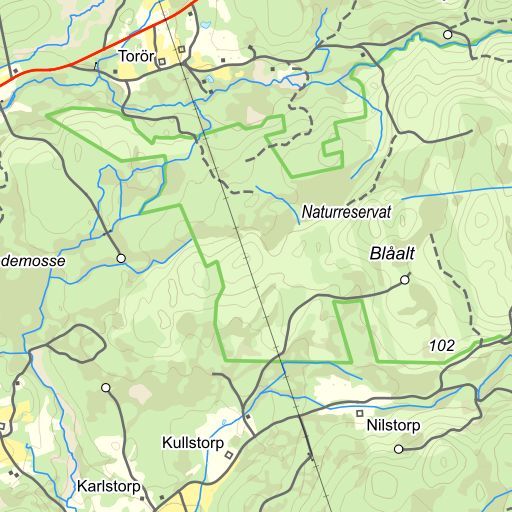 Torör
Naturreservat
Blåalt
demosse
102
Nilstorp
Kullstorp
Karlstorp